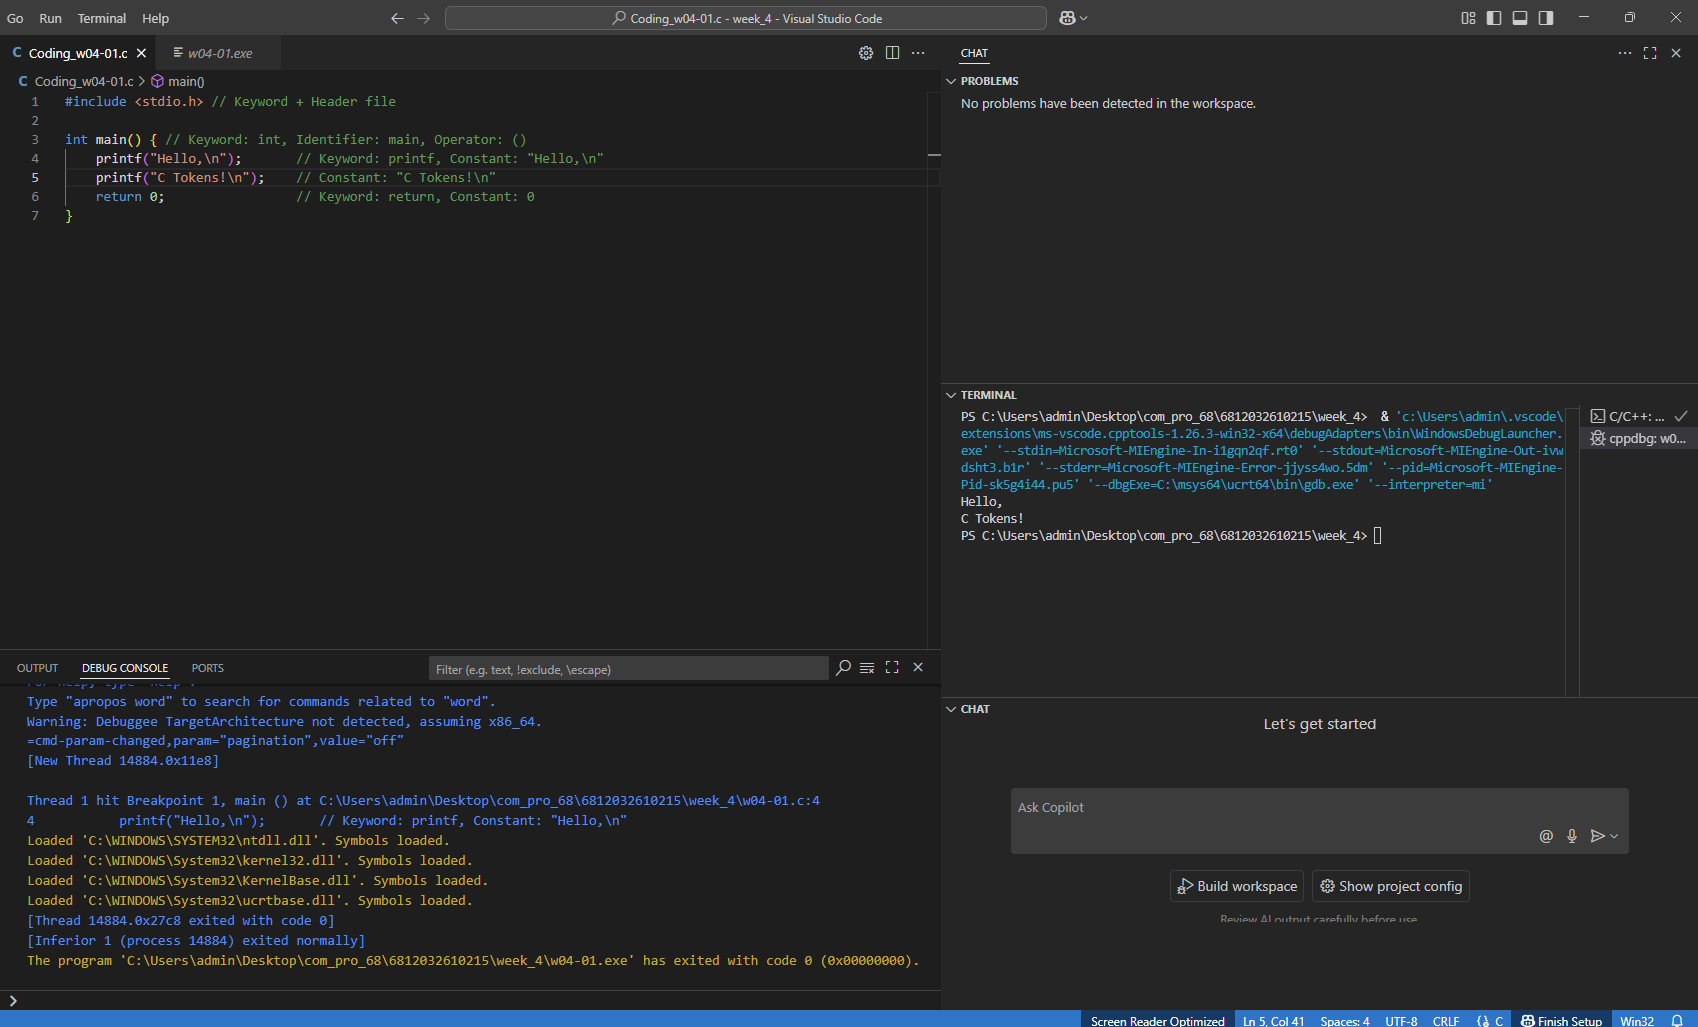 Go Run Terminal Help
Coding_w04-01.c - week_4 - Visual Studio Code
C Coding_w04-01.c
w04-01.exe
C Coding_w04-01.c > main()
1 #include <stdio.h> // Keyword + Header file
2
3 int main() { // Keyword: int, Identifier: main, Operator: ()
4 printf("Hello,\n"); // Keyword: printf, Constant: "Hello,\n"
5 printf("C Tokens!\n"); // Constant: "C Tokens!\n"
6 return 0; // Keyword: return, Constant: 0
7 }
OUTPUT DEBUG CONSOLE PORTS
Filter (e.g. text, !exclude, \escape)
For help, type "help".
Type "apropos word" to search for commands related to "word".
Warning: Debuggee TargetArchitecture not detected, assuming x86_64.
=cmd-param-changed,param="pagination",value="off"
[New Thread 14884.0x11e8]
Thread 1 hit Breakpoint 1, main () at C:\Users\admin\Desktop\com_pro_68\6812032610215\week_4\w04-01.c:4
4 printf("Hello,\n"); // Keyword: printf, Constant: "Hello,\n"
Loaded 'C:\WINDOWS\SYSTEM32\ntdll.dll'. Symbols loaded.
Loaded 'C:\WINDOWS\System32\kernel32.dll'. Symbols loaded.
Loaded 'C:\WINDOWS\System32\KernelBase.dll'. Symbols loaded.
Loaded 'C:\WINDOWS\System32\ucrtbase.dll'. Symbols loaded.
[Thread 14884.0x27c8 exited with code 0]
[Inferior 1 (process 14884) exited normally]
The program 'C:\Users\admin\Desktop\com_pro_68\6812032610215\week_4\w04-01.exe' has exited with code 0 (0x00000000).
CHAT
PROBLEMS
No problems have been detected in the workspace.
TERMINAL
PS C:\Users\admin\Desktop\com_pro_68\6812032610215\week_4> & 'c:\Users\admin\.vscode\
extensions\ms-vscode.cpptools-1.26.3-win32-x64\debugAdapters\bin\WindowsDebugLauncher.
exe' '--stdin=Microsoft-MIEngine-In-i1gqn2qf.rt0' '--stdout=Microsoft-MIEngine-Out-ivw
dsht3.b1r' '--stderr=Microsoft-MIEngine-Error-jjyss4wo.5dm' '--pid=Microsoft-MIEngine-
Pid-sk5g4i44.pu5' '--dbgExe=C:\msys64\ucrt64\bin\gdb.exe' '--interpreter=mi'
Hello,
C Tokens!
PS C:\Users\admin\Desktop\com_pro_68\6812032610215\week_4>
C/C++: ...
cppdbg: w0...
CHAT
Let's get started
Ask Copilot
@
Build workspace
Show project config
Review AI output carefully before use
Screen Reader Optimized Ln 5, Col 41 Spaces: 4 UTF-8 CRLF {} C Finish Setup Win32